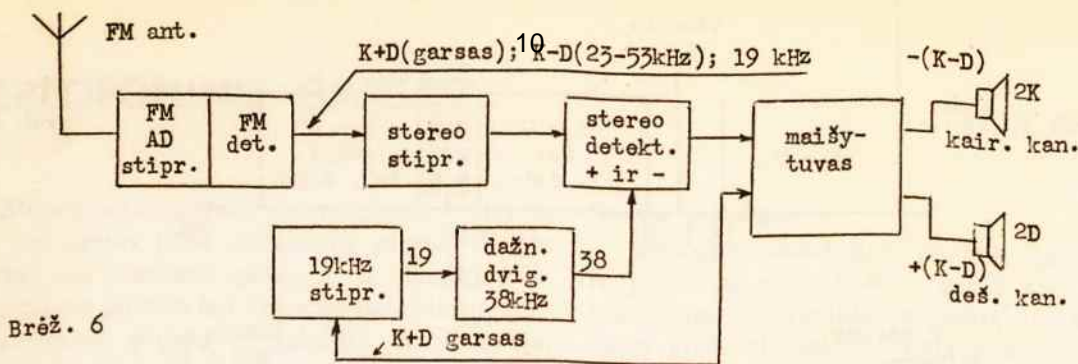 FM ant.
10
K+D(garsas); K-D(23-53kHz); 19 kHz
FM
AD
stipr.
FM
det.
stereo
stipr.
stereo
detekt.
+ ir -
maišy-
tuvas
-(K-D)
2K
kair. kan.
2D
+(K-D)
deš. kan.
19kHz
stipr.
19
dažn.
dvig.
38kHz
38
K+D garsas
Brėž. 6